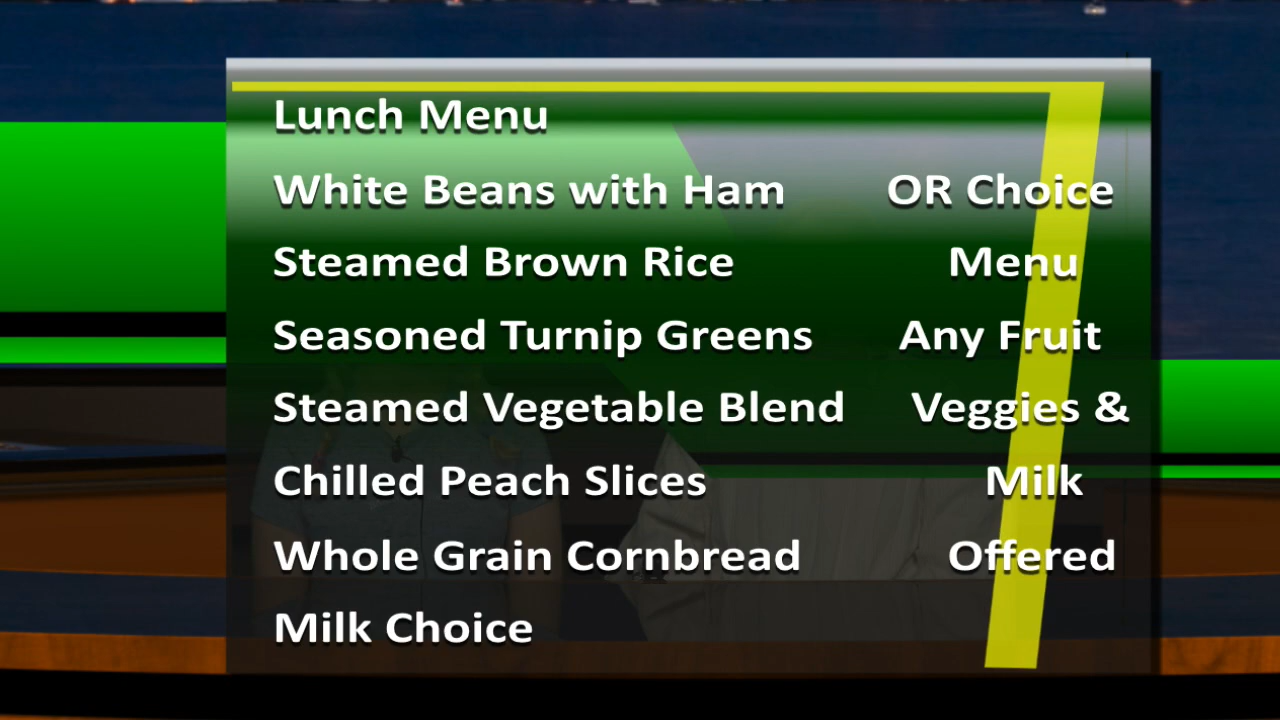 Lunch Menu
White Beans with Ham OR Choice
Steamed Brown Rice Menu
Seasoned Turnip Greens Any Fruit
Steamed Vegetable Blend Veggies &
Chilled Peach Slices Milk
Whole Grain Cornbread Offered
Milk Choice